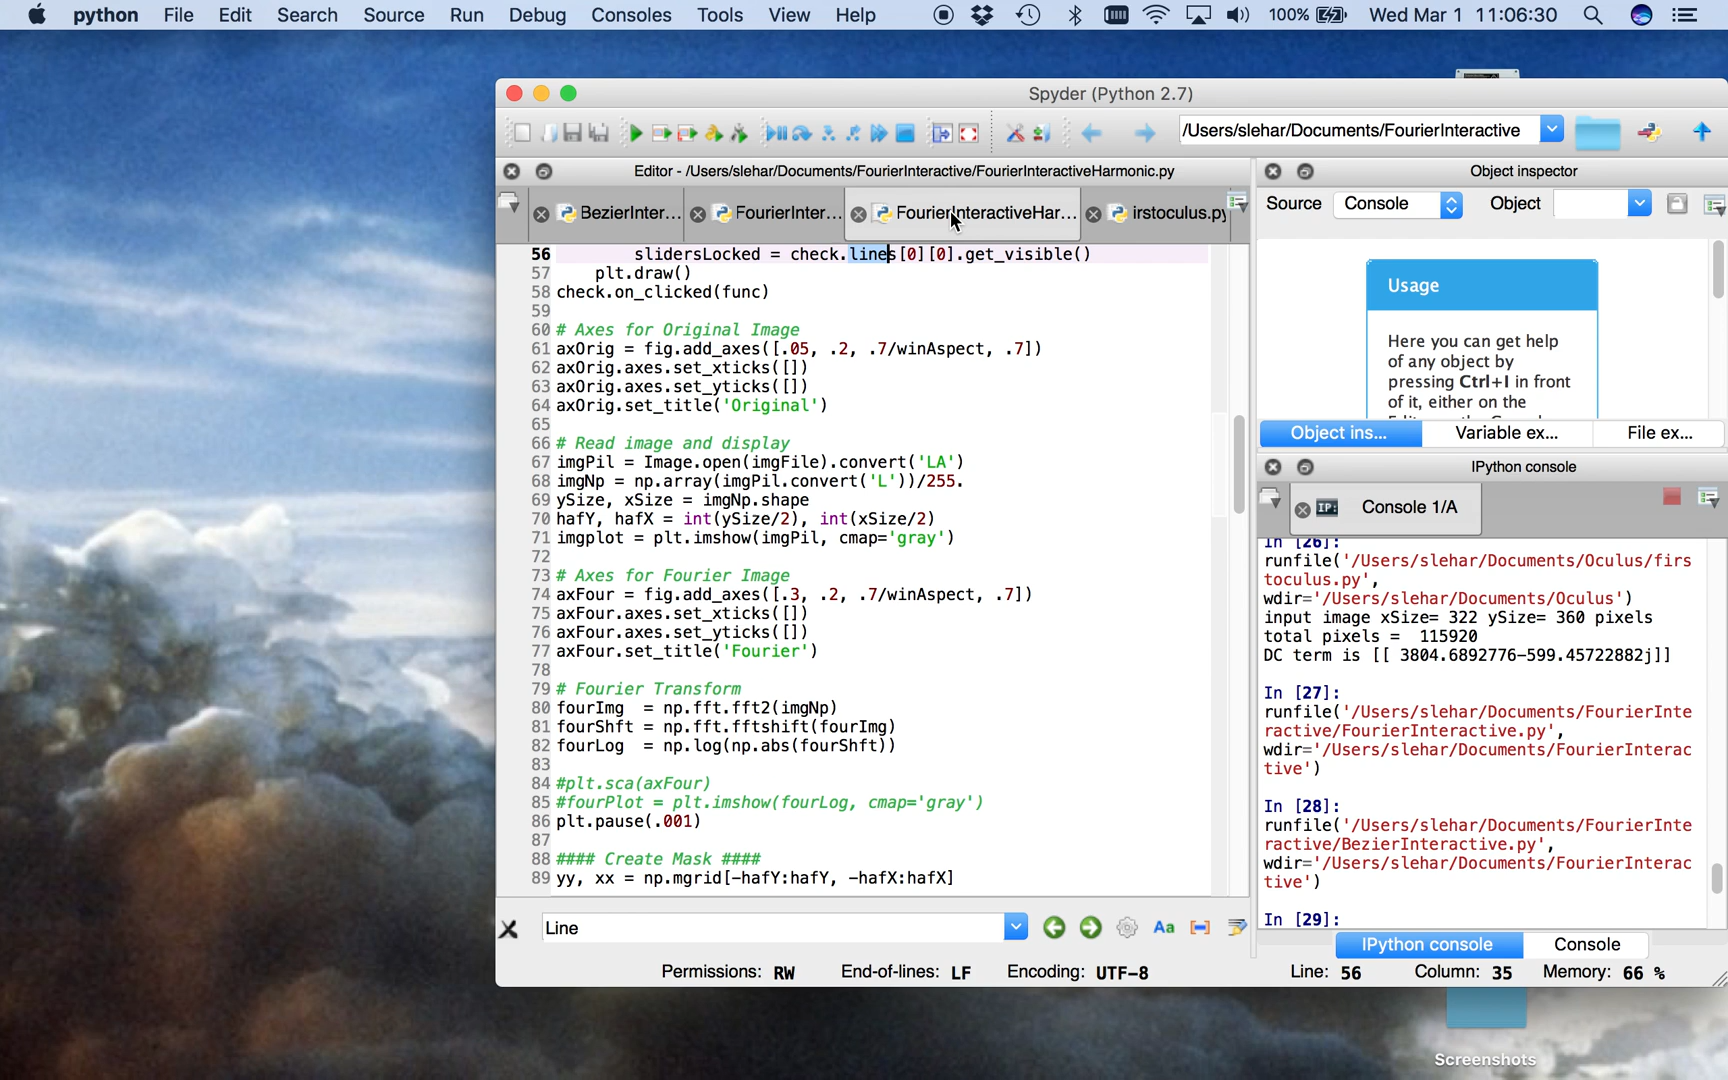 python File Edit Search Source Run Debug Consoles Tools View Help 100% Wed Mar 1 11:06:30
Spyder (Python 2.7)
/Users/slehar/Documents/FourierInteractive
Editor - /Users/slehar/Documents/FourierInteractive/FourierInteractiveHarmonic.py
BezierInter... FourierInter... FourierInteractiveHar... irstoculus.py
56 slidersLocked = check.lines[0][0].get_visible()
57 plt.draw()
58 check.on_clicked(func)
59
60 # Axes for Original Image
61 axOrig = fig.add_axes([.05, .2, .7/winAspect, .7])
62 axOrig.axes.set_xticks([])
63 axOrig.axes.set_yticks([])
64 axOrig.set_title('Original')
65
66 # Read image and display
67 imgPil = Image.open(imgFile).convert('LA')
68 imgNp = np.array(imgPil.convert('L'))/255.
69 ySize, xSize = imgNp.shape
70 hafY, hafX = int(ySize/2), int(xSize/2)
71 imgplot = plt.imshow(imgPil, cmap='gray')
72
73 # Axes for Fourier Image
74 axFour = fig.add_axes([.3, .2, .7/winAspect, .7])
75 axFour.axes.set_xticks([])
76 axFour.axes.set_yticks([])
77 axFour.set_title('Fourier')
78
79 # Fourier Transform
80 fourImg = np.fft.fft2(imgNp)
81 fourShft = np.fft.fftshift(fourImg)
82 fourLog = np.log(np.abs(fourShft))
83
84 #plt.sca(axFour)
85 #fourPlot = plt.imshow(fourLog, cmap='gray')
86 plt.pause(.001)
87
88 #### Create Mask ####
89 yy, xx = np.mgrid[-hafY:hafY, -hafX:hafX]
Line
Aa
Permissions: RW End-of-lines: LF Encoding: UTF-8 Line: 56 Column: 35 Memory: 66 %
Object inspector
Source Console Object
Usage
Here you can get help
of any object by
pressing Ctrl+I in front
of it, either on the
Object ins... Variable ex... File ex...
IPython console
IP: Console 1/A
In [26]:
runfile('/Users/slehar/Documents/Oculus/firs
toculus.py',
wdir='/Users/slehar/Documents/Oculus')
input image xSize= 322 ySize= 360 pixels
total pixels = 115920
DC term is [[ 3804.6892776-599.45722882j]]
In [27]:
runfile('/Users/slehar/Documents/FourierInte
ractive/FourierInteractive.py',
wdir='/Users/slehar/Documents/FourierInterac
tive')
In [28]:
runfile('/Users/slehar/Documents/FourierInte
ractive/BezierInteractive.py',
wdir='/Users/slehar/Documents/FourierInterac
tive')
In [29]:
IPython console Console
Screenshots